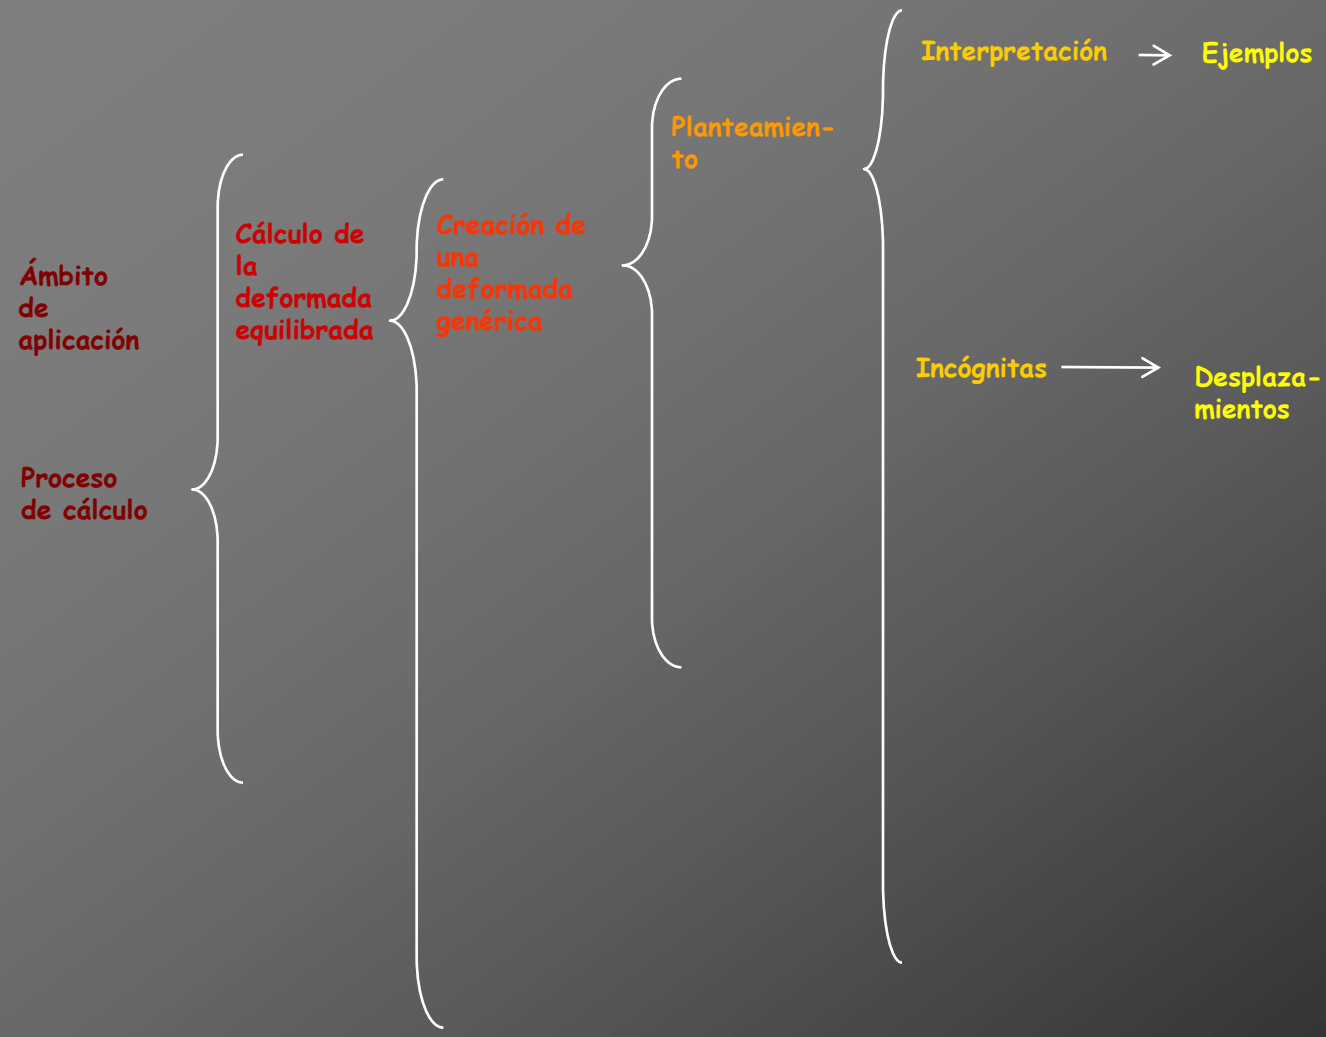 Ámbito
de
aplicación
Proceso
de cálculo
Cálculo de
la
deformada
equilibrada
Creación de
una
deformada
genérica
Planteamien-
to
Interpretación
Ejemplos
Incógnitas
Desplaza-
mientos